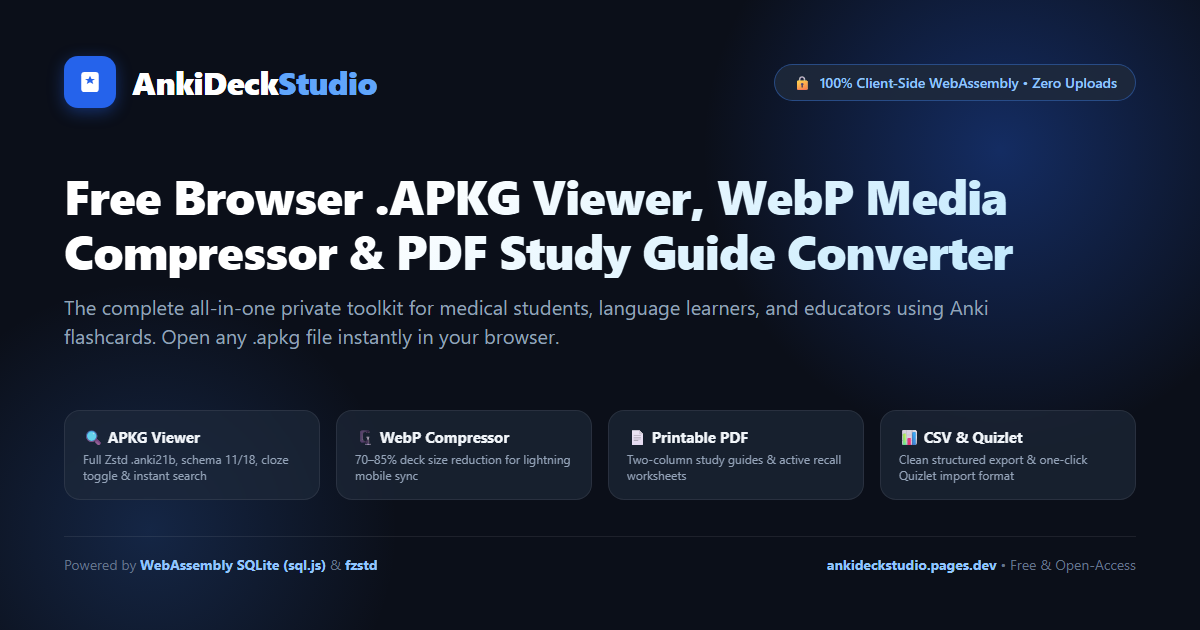 AnkiDeckStudio
100% Client-Side WebAssembly • Zero Uploads
Free Browser .APKG Viewer, WebP Media
Compressor & PDF Study Guide Converter
The complete all-in-one private toolkit for medical students, language learners, and educators using Anki
flashcards. Open any .apkg file instantly in your browser.
APKG Viewer
Full Zstd .anki21b, schema 11/18, cloze
toggle & instant search
WebP Compressor
70–85% deck size reduction for lightning
mobile sync
Printable PDF
Two-column study guides & active recall
worksheets
CSV & Quizlet
Clean structured export & one-click
Quizlet import format
Powered by WebAssembly SQLite (sql.js) & fzstd
ankideckstudio.pages.dev • Free & Open-Access